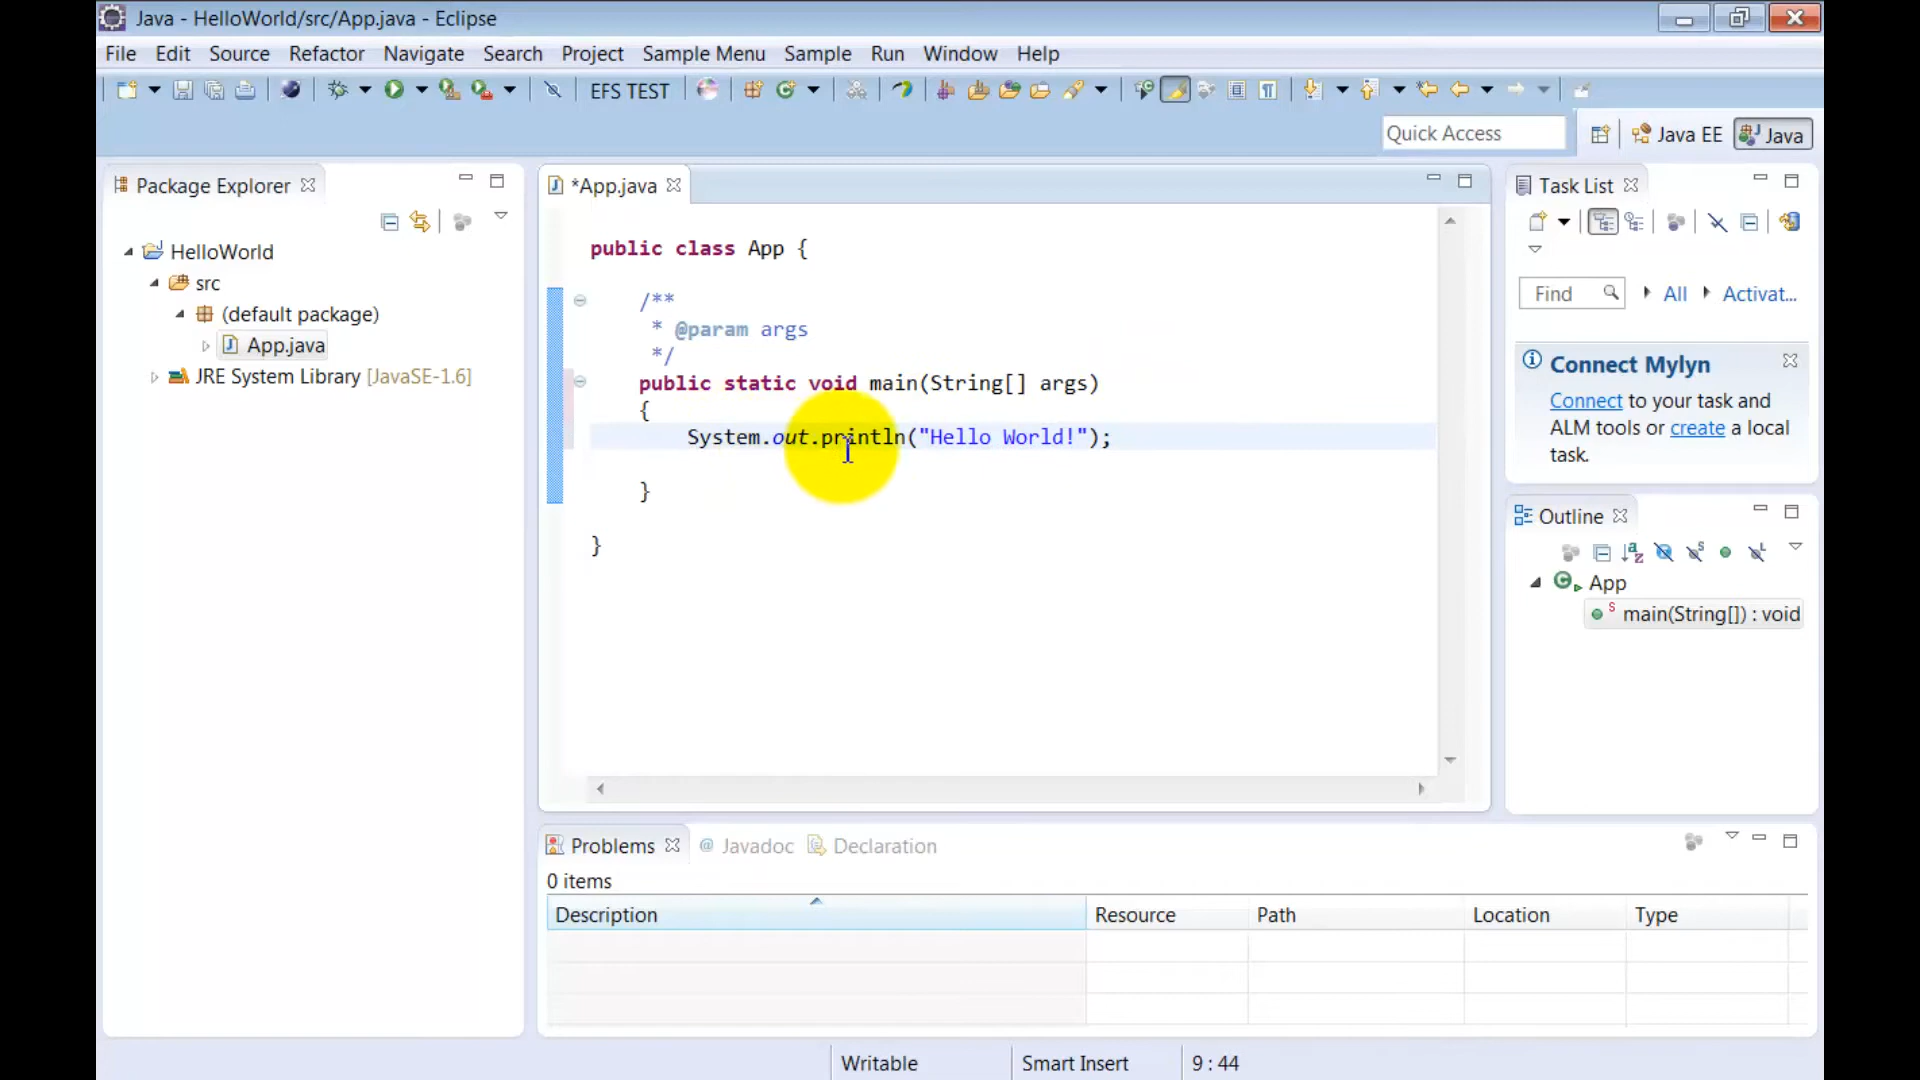 Java - HelloWorld/src/App.java - Eclipse
File Edit Source Refactor Navigate Search Project Sample Menu Sample Run Window Help
EFS TEST
Quick Access
Java EE
Java
Package Explorer
HelloWorld
src
(default package)
App.java
JRE System Library [JavaSE-1.6]
*App.java
public class App {
/**
* @param args
*/
public static void main(String[] args)
{
System.out.println("Hello World!");
}
}
Task List
Find
All
Activat...
Connect Mylyn
Connect to your task and
ALM tools or create a local
task.
Outline
App
main(String[]) : void
Problems
@ Javadoc
Declaration
0 items
Description Resource Path Location Type
Writable Smart Insert 9 : 44